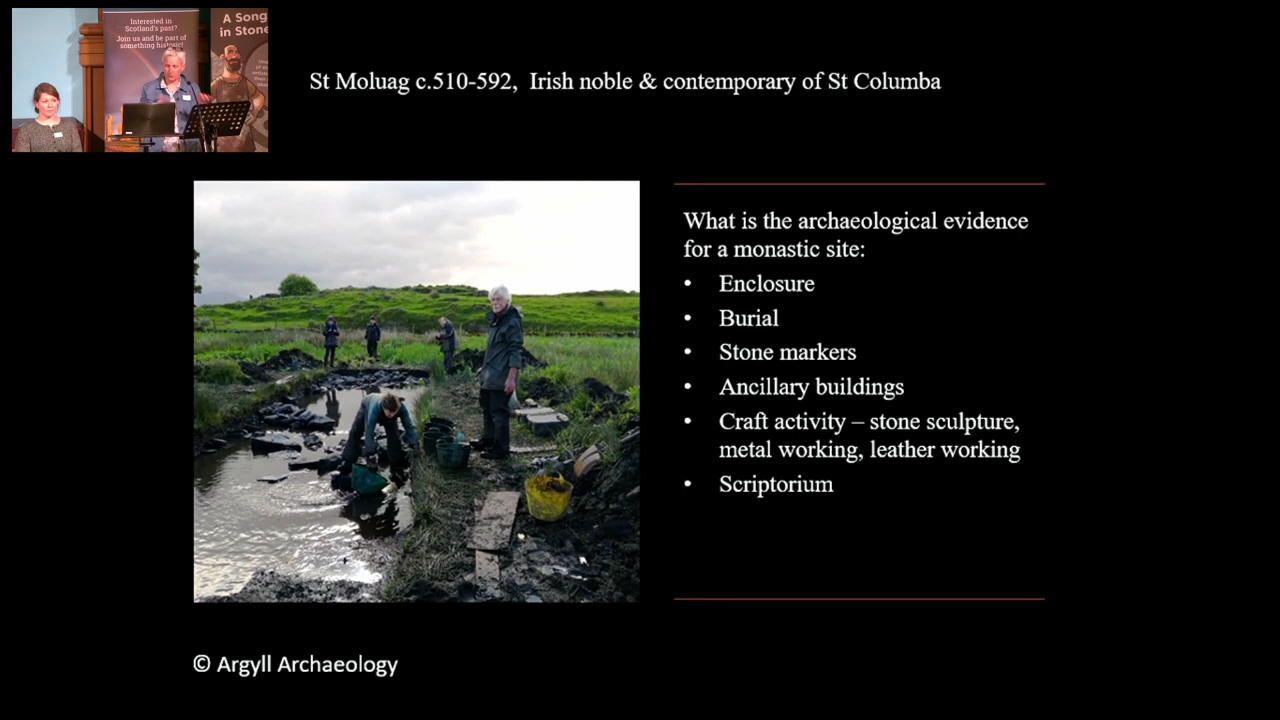 Interested in
Scotland's past?
Join us and be part of
something historic!
A Song
in Stone
St Moluag c.510-592, Irish noble & contemporary of St Columba
What is the archaeological evidence
for a monastic site:
• Enclosure
• Burial
• Stone markers
• Ancillary buildings
• Craft activity – stone sculpture,
metal working, leather working
• Scriptorium
© Argyll Archaeology